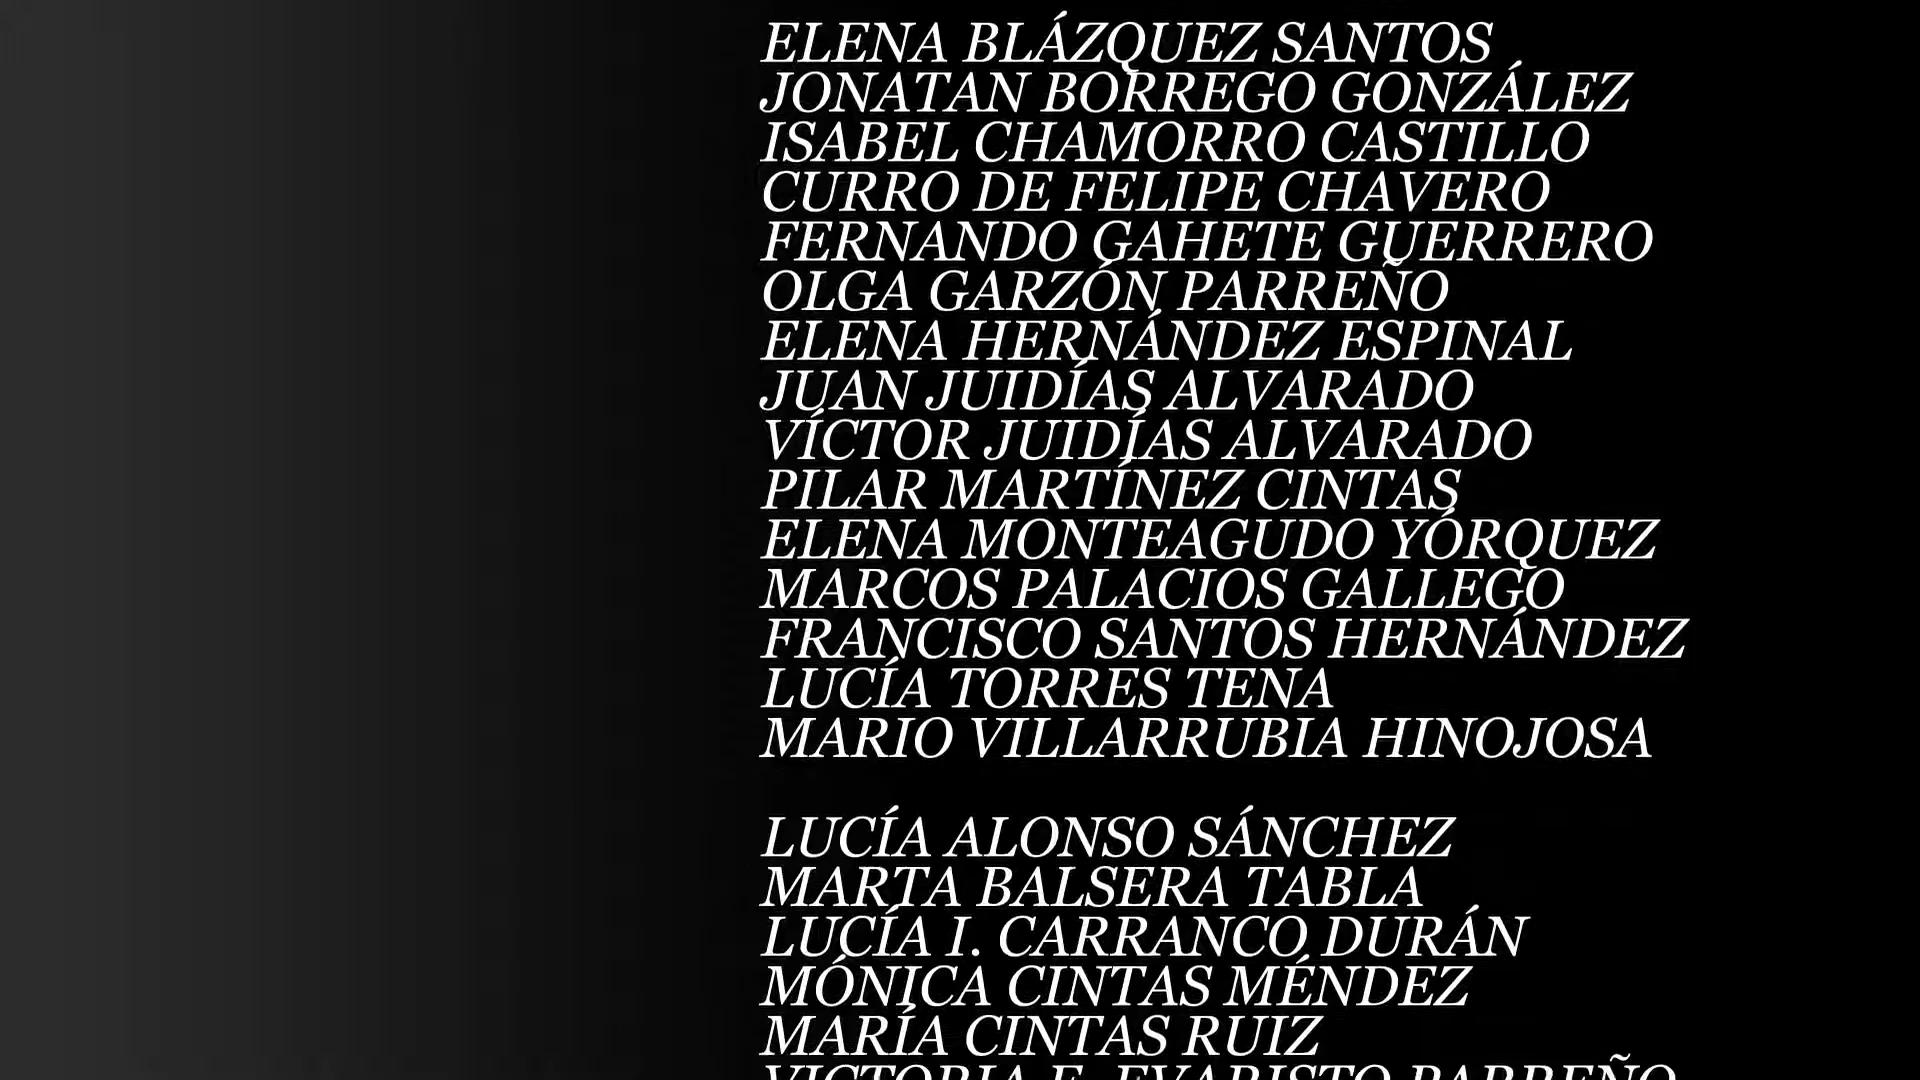 ELENA BLÁZQUEZ SANTOS
JONATAN BORREGO GONZÁLEZ
ISABEL CHAMORRO CASTILLO
CURRO DE FELIPE CHAVERO
FERNANDO GAHETE GUERRERO
OLGA GARZÓN PARREÑO
ELENA HERNÁNDEZ ESPINAL
JUAN JUIDÍAS ALVARADO
VÍCTOR JUIDÍAS ALVARADO
PILAR MARTÍNEZ CINTAS
ELENA MONTEAGUDO YÓRQUEZ
MARCOS PALACIOS GALLEGO
FRANCISCO SANTOS HERNÁNDEZ
LUCÍA TORRES TENA
MARIO VILLARRUBIA HINOJOSA
LUCÍA ALONSO SÁNCHEZ
MARTA BALSERA TABLA
LUCÍA I. CARRANCO DURÁN
MÓNICA CINTAS MÉNDEZ
MARÍA CINTAS RUIZ
VICTORIA E. EVARISTO PARREÑO